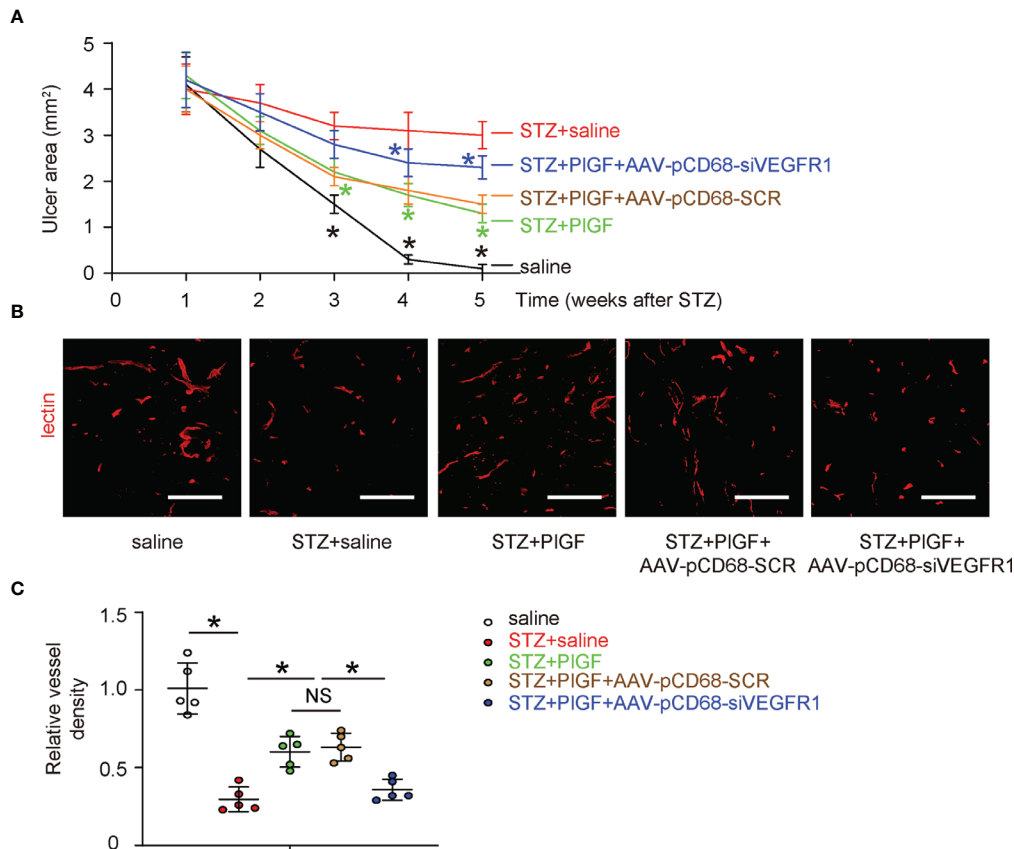 A
Ulcer area (mm²)
5
4
3
2
1
0
0 1 2 3 4 5 Time (weeks after STZ)
STZ+saline
STZ+PlGF+AAV-pCD68-siVEGFR1
STZ+PlGF+AAV-pCD68-SCR
STZ+PlGF
saline
* * *
* * *
* *
B
lectin
saline
STZ+saline
STZ+PlGF
STZ+PlGF+
AAV-pCD68-SCR
STZ+PlGF+
AAV-pCD68-siVEGFR1
C
Relative vessel
density
1.5
1.0
0.5
0
*
* *
NS
saline
STZ+saline
STZ+PlGF
STZ+PlGF+AAV-pCD68-SCR
STZ+PlGF+AAV-pCD68-siVEGFR1